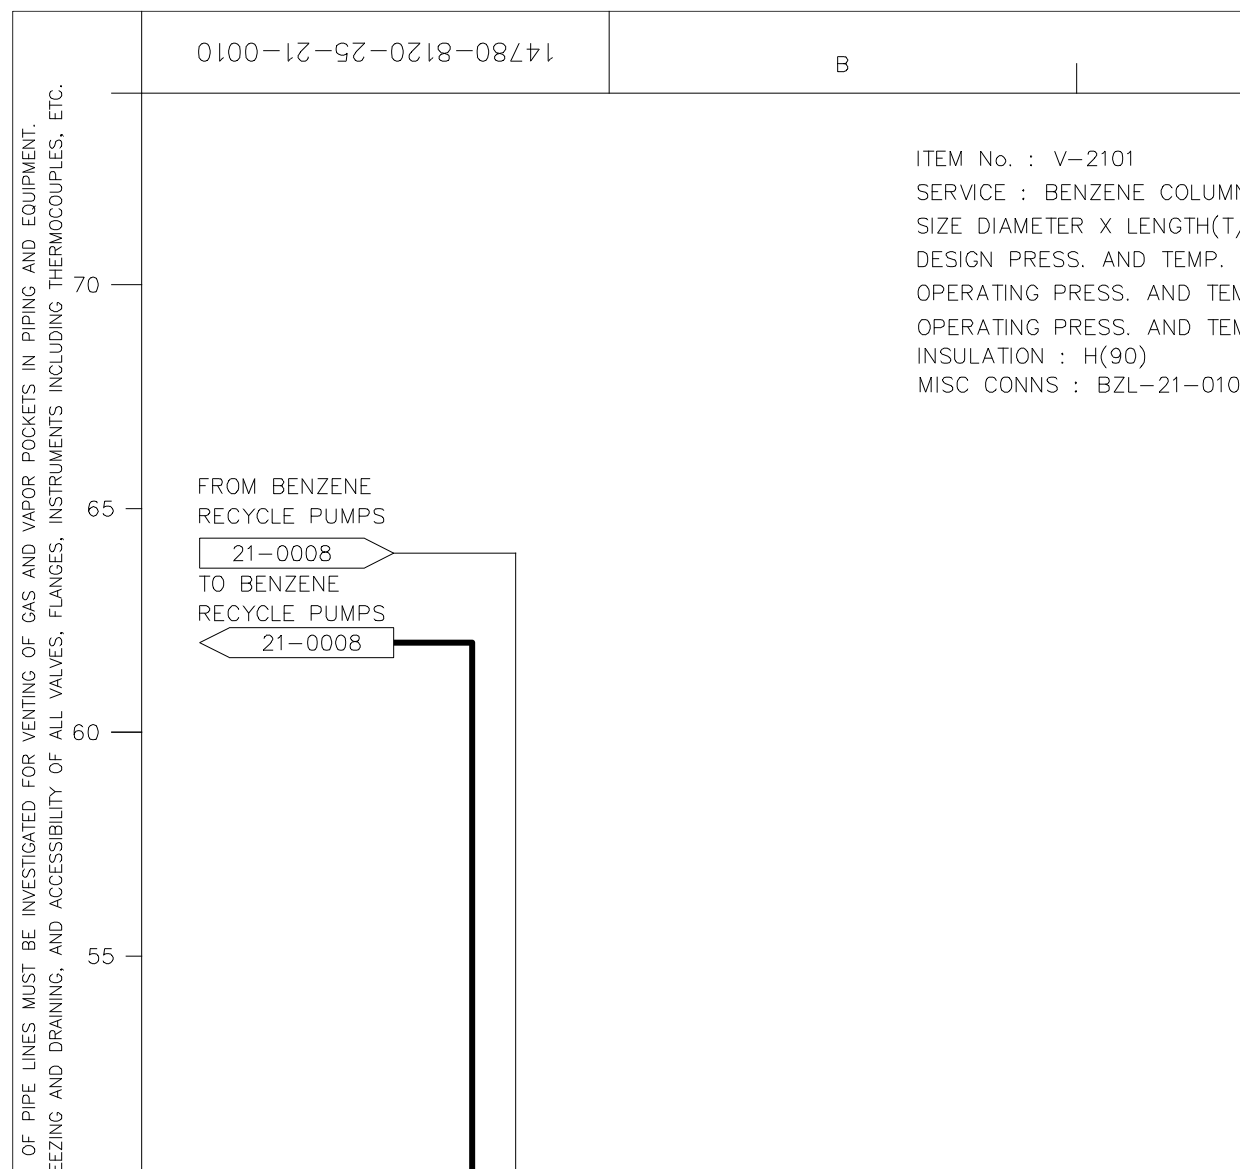 14780-8120-25-21-0010
B
ITEM No. : V-2101
SERVICE : BENZENE COLUMN
SIZE DIAMETER X LENGTH(T/
DESIGN PRESS. AND TEMP.
OPERATING PRESS. AND TEM
OPERATING PRESS. AND TEM
INSULATION : H(90)
MISC CONNS : BZL-21-010
70
65
60
55
FROM BENZENE
RECYCLE PUMPS
21-0008
TO BENZENE
RECYCLE PUMPS
21-0008
OF PIPE LINES MUST BE INVESTIGATED FOR VENTING OF GAS AND VAPOR POCKETS IN PIPING AND EQUIPMENT.
EEZING AND DRAINING, AND ACCESSIBILITY OF ALL VALVES, FLANGES, INSTRUMENTS INCLUDING THERMOCOUPLES, ETC.